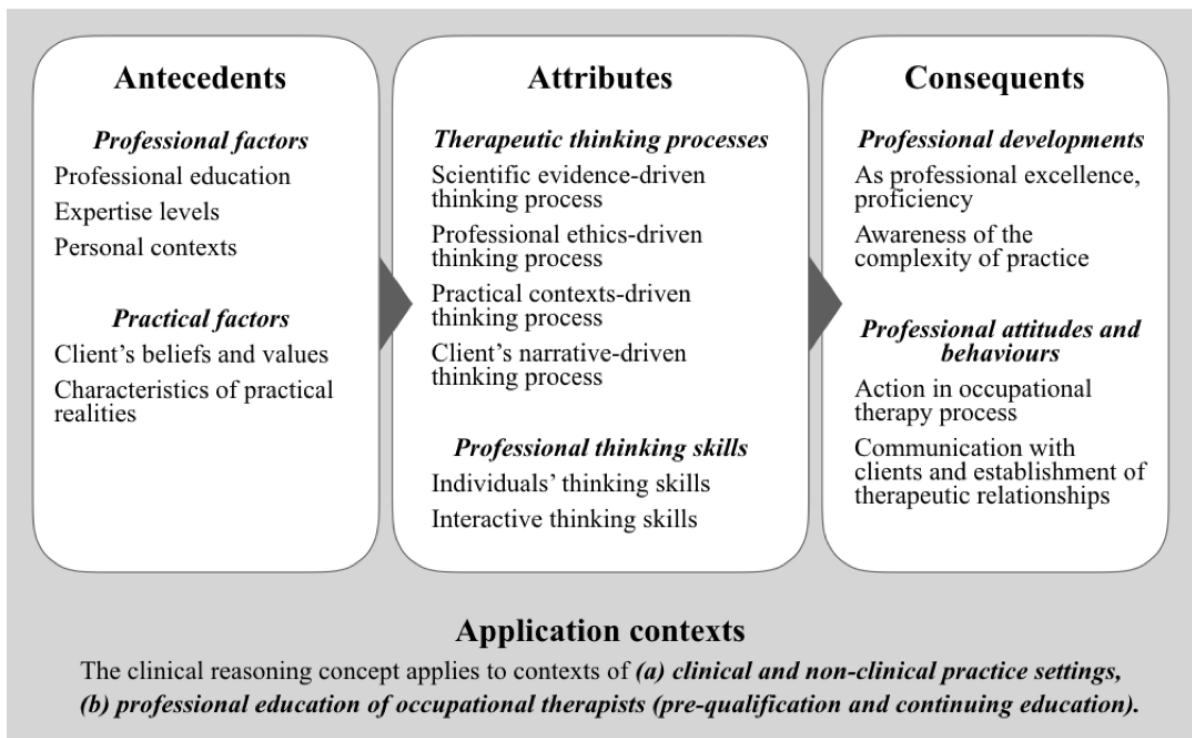 Antecedents
Professional factors
Professional education
Expertise levels
Personal contexts
Practical factors
Client’s beliefs and values
Characteristics of practical
realities
Attributes
Therapeutic thinking processes
Scientific evidence-driven
thinking process
Professional ethics-driven
thinking process
Practical contexts-driven
thinking process
Client’s narrative-driven
thinking process
Professional thinking skills
Individuals’ thinking skills
Interactive thinking skills
Consequents
Professional developments
As professional excellence,
proficiency
Awareness of the
complexity of practice
Professional attitudes and
behaviours
Action in occupational
therapy process
Communication with
clients and establishment of
therapeutic relationships
Application contexts
The clinical reasoning concept applies to contexts of (a) clinical and non-clinical practice settings,
(b) professional education of occupational therapists (pre-qualification and continuing education).